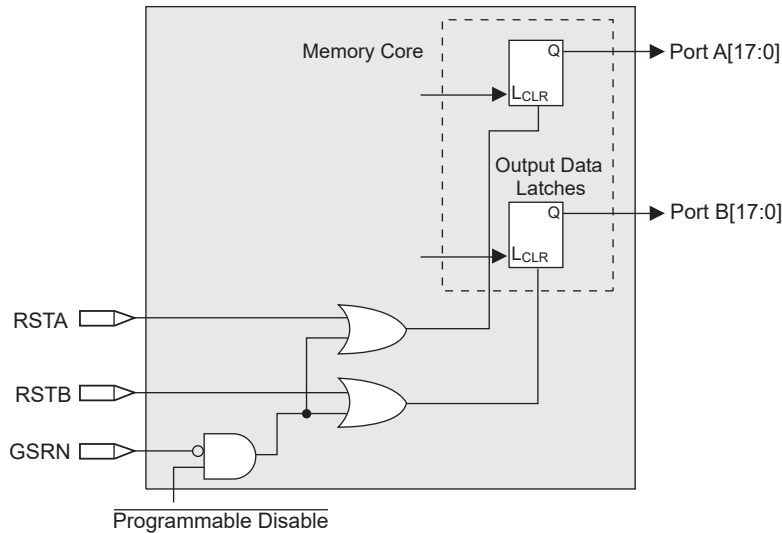 Memory Core
Q
Port A[17:0]
LCLR
Output Data
Latches
Q
Port B[17:0]
LCLR
RSTA
RSTB
GSRN
Programmable Disable